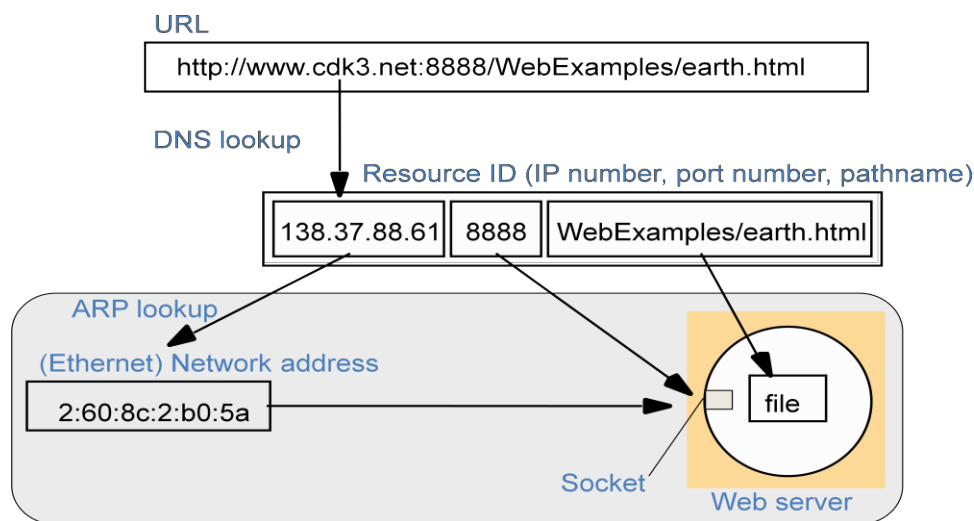 URL
http://www.cdk3.net:8888/WebExamples/earth.html
DNS lookup
Resource ID (IP number, port number, pathname)
138.37.88.61 8888 WebExamples/earth.html
ARP lookup
(Ethernet) Network address
2:60:8c:2:b0:5a
file
Socket
Web server